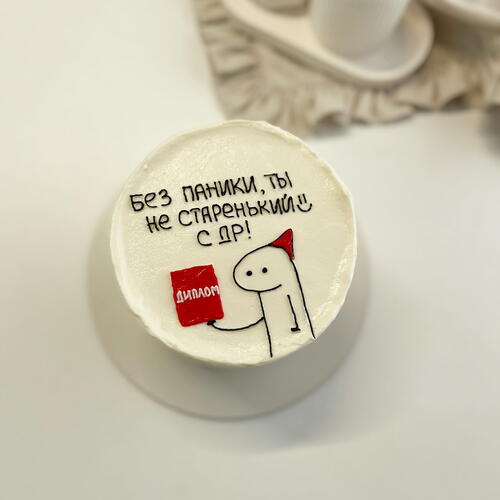 БЕЗ ПАНИКИ, ТЫ
НЕ СТАРЕНЬКИЙ
С ДР!
ДИПЛОМ